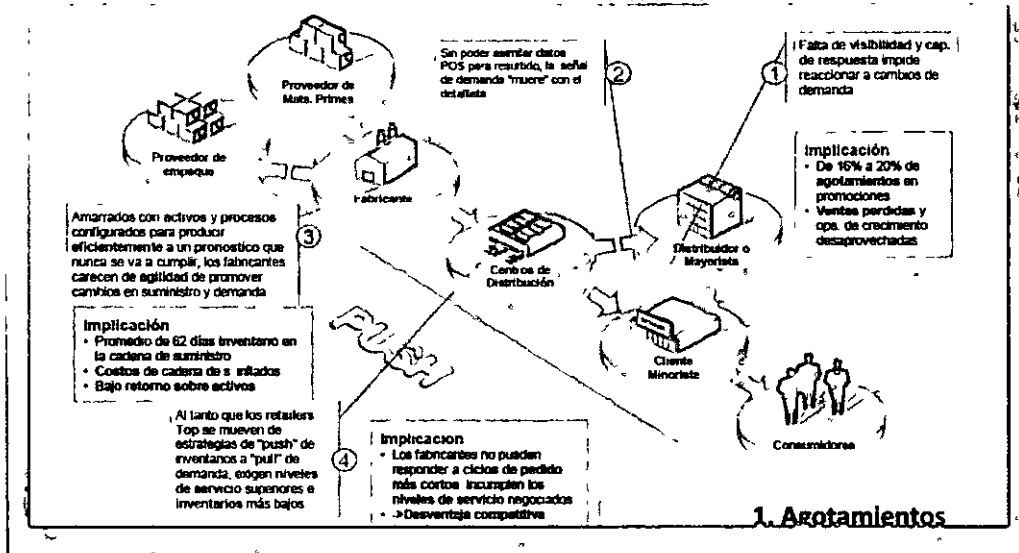 Proveedor de
Mats. Primes
Proveedor de
empaque
Fabricante
Sin poder asimilar datos
POS para resurtido, la señal
de demanda "muere" con el
detallista
2
1
Falta de visibilidad y cap.
de respuesta impide
reaccionar a cambios de
demanda
Implicación
• De 16% a 20% de
agotamientos en
promociones
• Ventas perdidas y
ops. de crecimiento
desaprovechadas
Distribuidor o
Mayorista
Centros de
Distribución
Cliente
Minorista
Consumidores
Amarrados con activos y procesos
configurados para producir
eficientemente a un pronostico que
nunca se va a cumplir, los fabricantes
carecen de agilidad de promover
cambios en suministro y demanda
3
Implicación
• Promedio de 62 días inventario en
la cadena de suministro
• Costos de cadena de s inflados
• Bajo retorno sobre activos
PUSH
Al tanto que los retailers
Top se mueven de
estrategias de "push" de
inventarios a "pull" de
demanda, exigen niveles
de servicio superiores e
inventarios más bajos
4
Implicacion
• Los fabricantes no pueden
responder a ciclos de pedido
más cortos incumplen los
niveles de servicio negociados
• ->Desventaja competitiva
1. Agotamientos